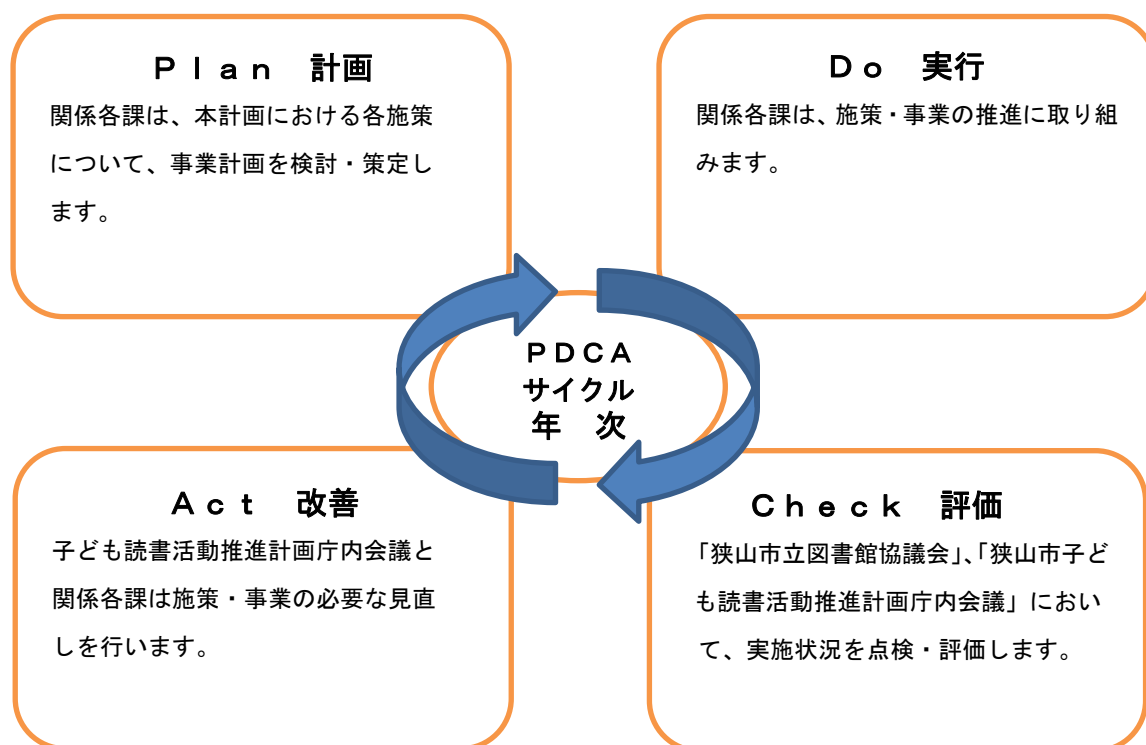 Ｐｌａｎ　計画
関係各課は、本計画における各施策
について、事業計画を検討・策定し
ます。
Ｄｏ　実行
関係各課は、施策・事業の推進に取り組
みます。
ＰＤＣＡ
サイクル
年　次
Ａｃｔ　改善
子ども読書活動推進計画庁内会議と
関係各課は施策・事業の必要な見直
しを行います。
Ｃｈｅｃｋ　評価
「狭山市立図書館協議会」、「狭山市子ど
も読書活動推進計画庁内会議」におい
て、実施状況を点検・評価します。